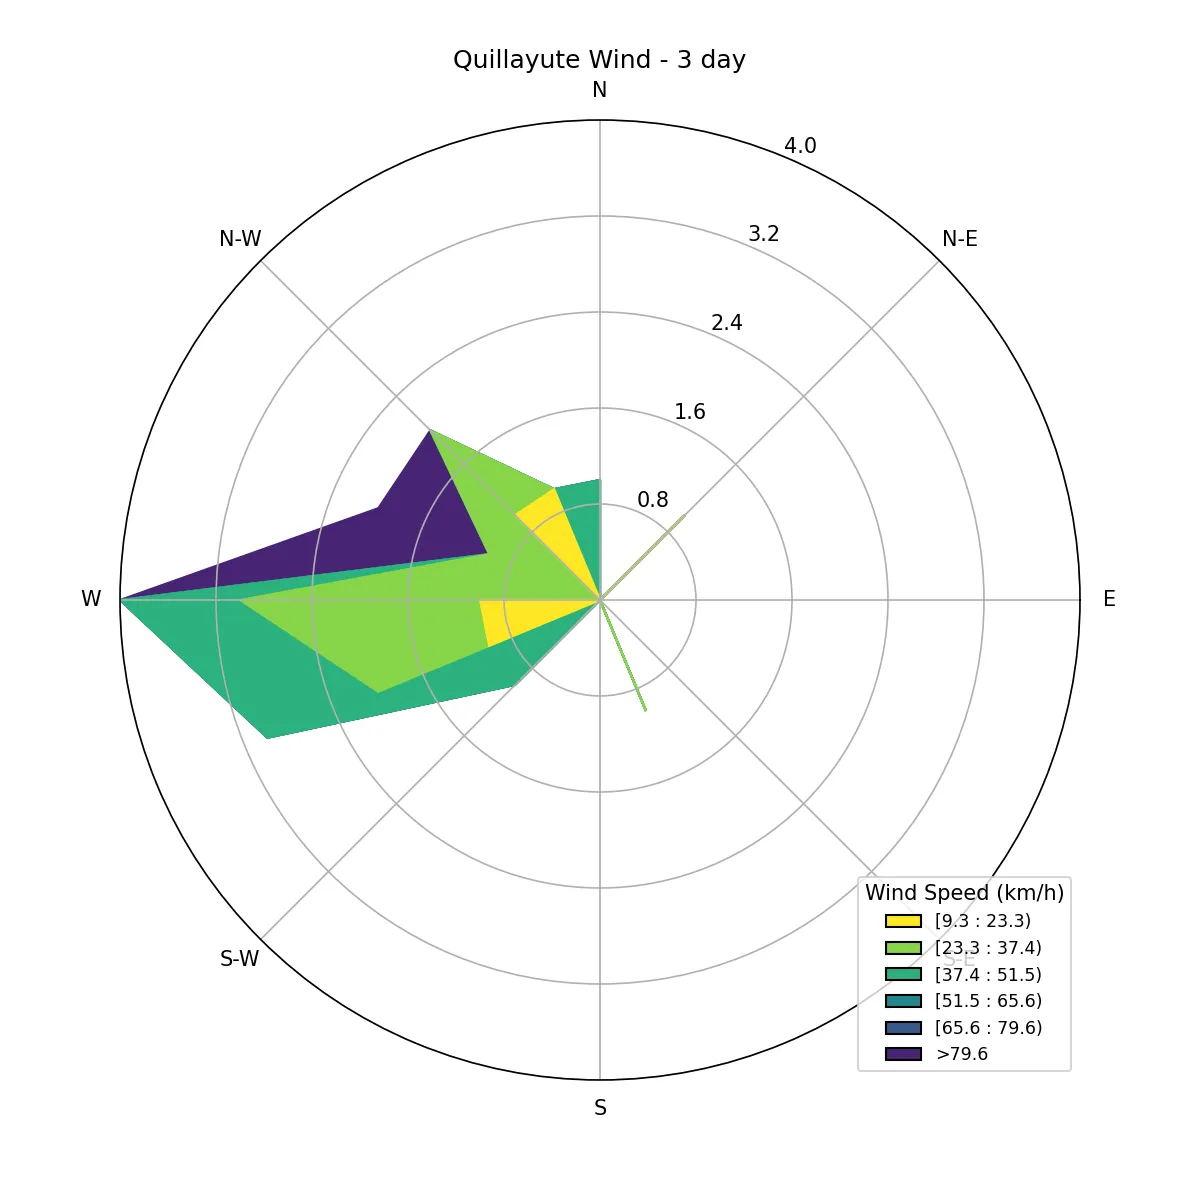 Quillayute Wind - 3 day
N
4.0
N-W
3.2
N-E
2.4
1.6
0.8
W
E
S-W
S-E
S
Wind Speed (km/h)
[9.3 : 23.3)
[23.3 : 37.4)
[37.4 : 51.5)
[51.5 : 65.6)
[65.6 : 79.6)
>79.6